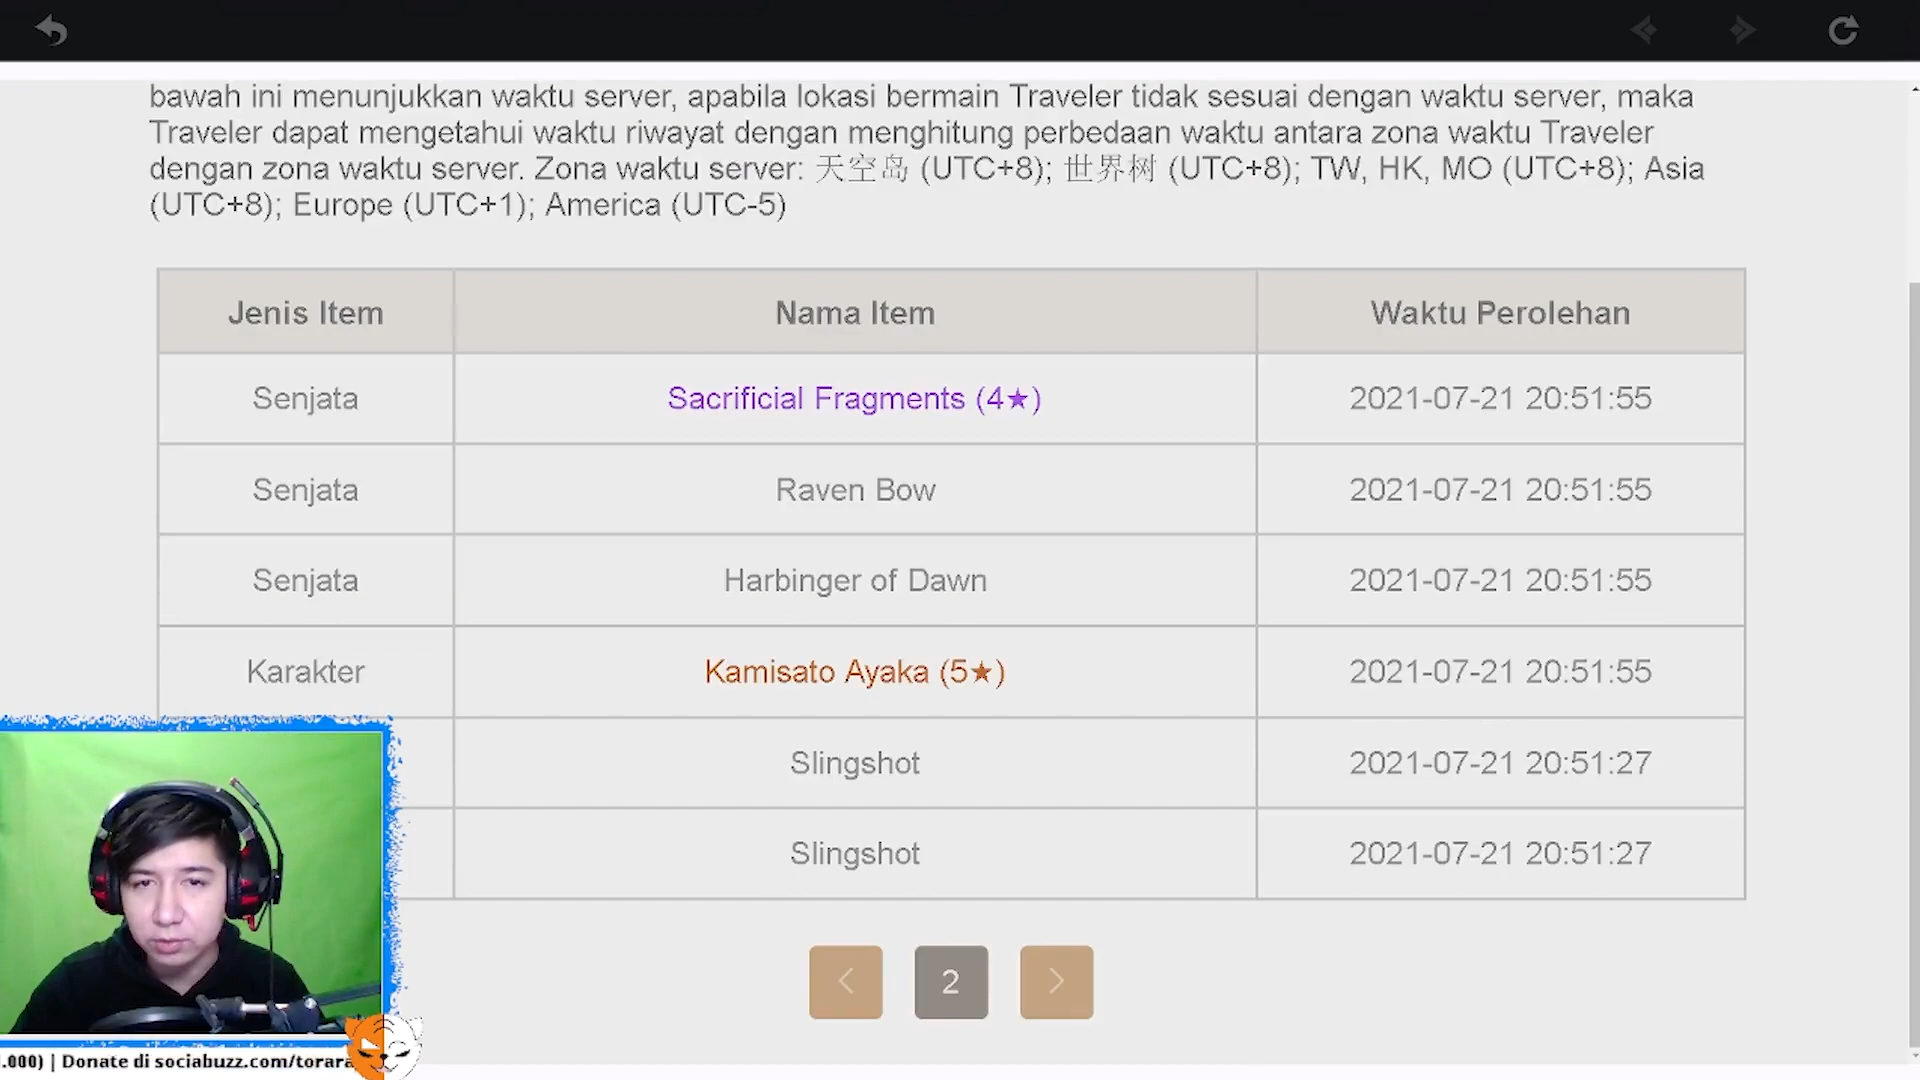 bawah ini menunjukkan waktu server, apabila lokasi bermain Traveler tidak sesuai dengan waktu server, maka
Traveler dapat mengetahui waktu riwayat dengan menghitung perbedaan waktu antara zona waktu Traveler
dengan zona waktu server. Zona waktu server: 天空岛 (UTC+8); 世界树 (UTC+8); TW, HK, MO (UTC+8); Asia
(UTC+8); Europe (UTC+1); America (UTC-5)
Jenis Item Nama Item Waktu Perolehan
Senjata Sacrificial Fragments (4★) 2021-07-21 20:51:55
Senjata Raven Bow 2021-07-21 20:51:55
Senjata Harbinger of Dawn 2021-07-21 20:51:55
Karakter Kamisato Ayaka (5★) 2021-07-21 20:51:55
Slingshot 2021-07-21 20:51:27
Slingshot 2021-07-21 20:51:27
2
.000) | Donate di sociabuzz.com/torara